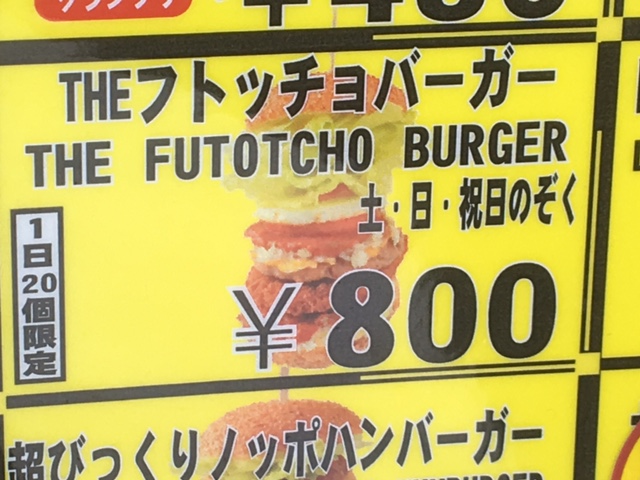 THEフトッチョバーガー
THE FUTOTCHO BURGER
土・日・祝日のぞく
1日20個限定
¥800
超びっくりノッポハンバーガー